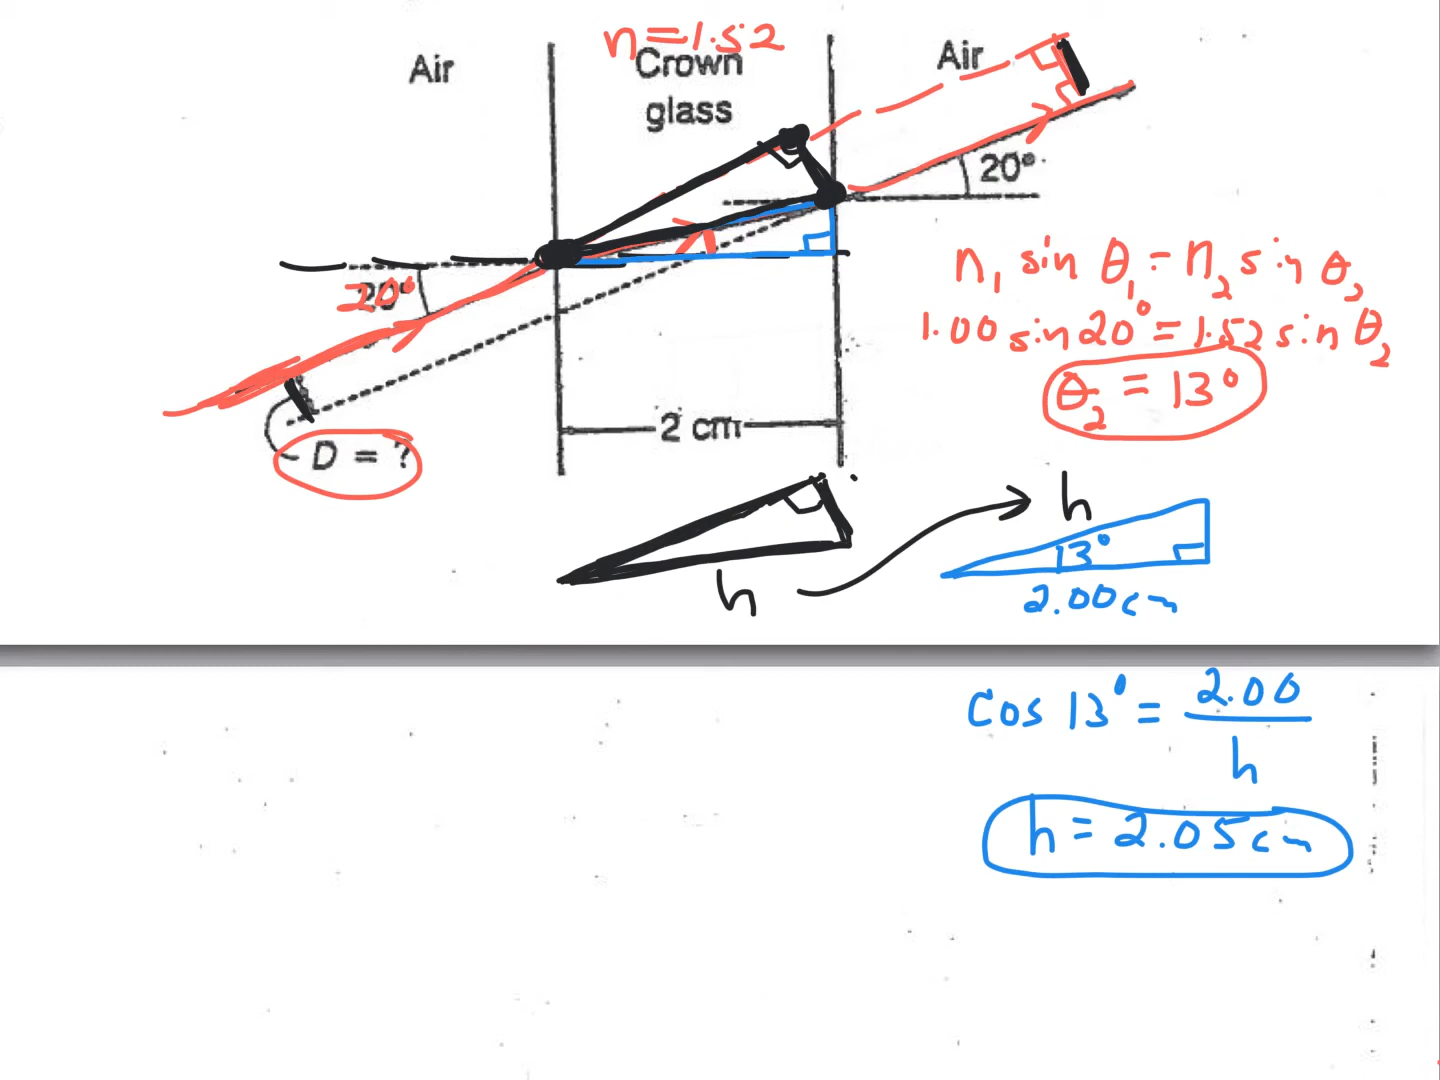 n=1.52
Air
Crown
glass
Air
20°
20°
n₁ sin θ₁ = n₂ sin θ₂
1.00 sin 20° = 1.52 sin θ₂
θ₂ = 13°
2 cm
D = ?
h
h
13°
2.00cm
cos 13° = 2.00
h
h = 2.05cm